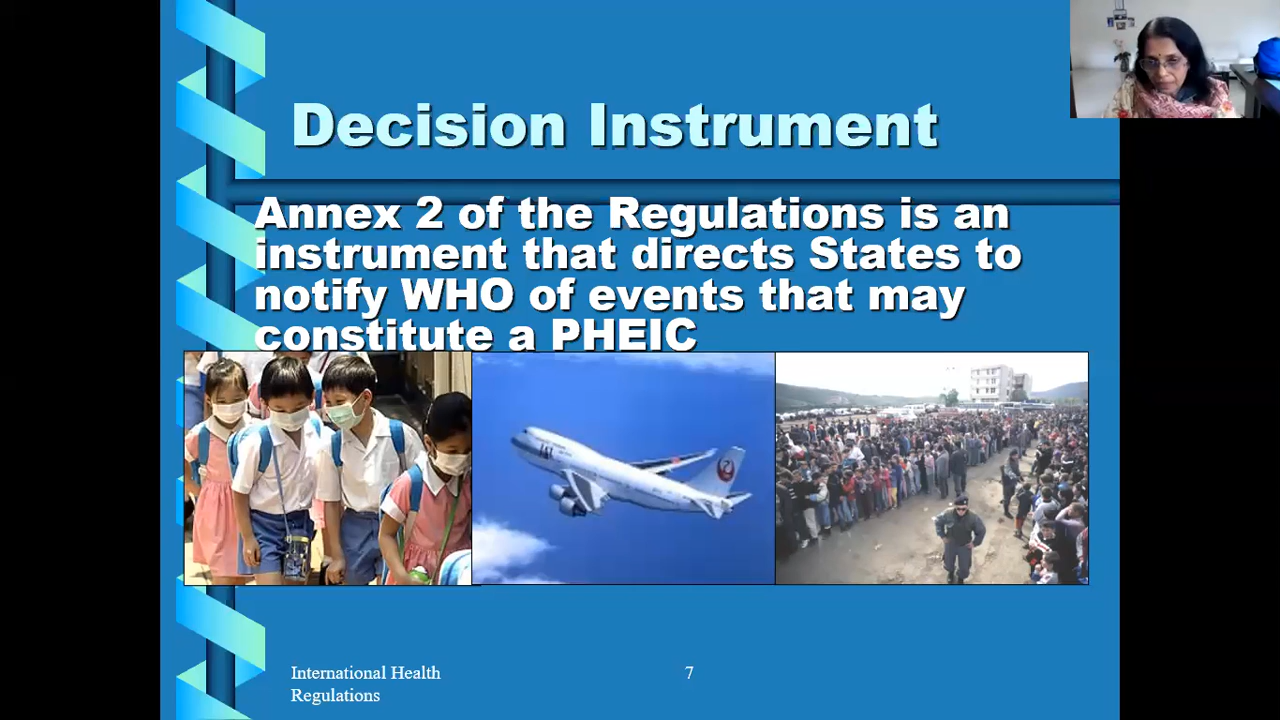 Decision Instrument
Annex 2 of the Regulations is an
instrument that directs States to
notify WHO of events that may
constitute a PHEIC
JAL
International Health
Regulations
7